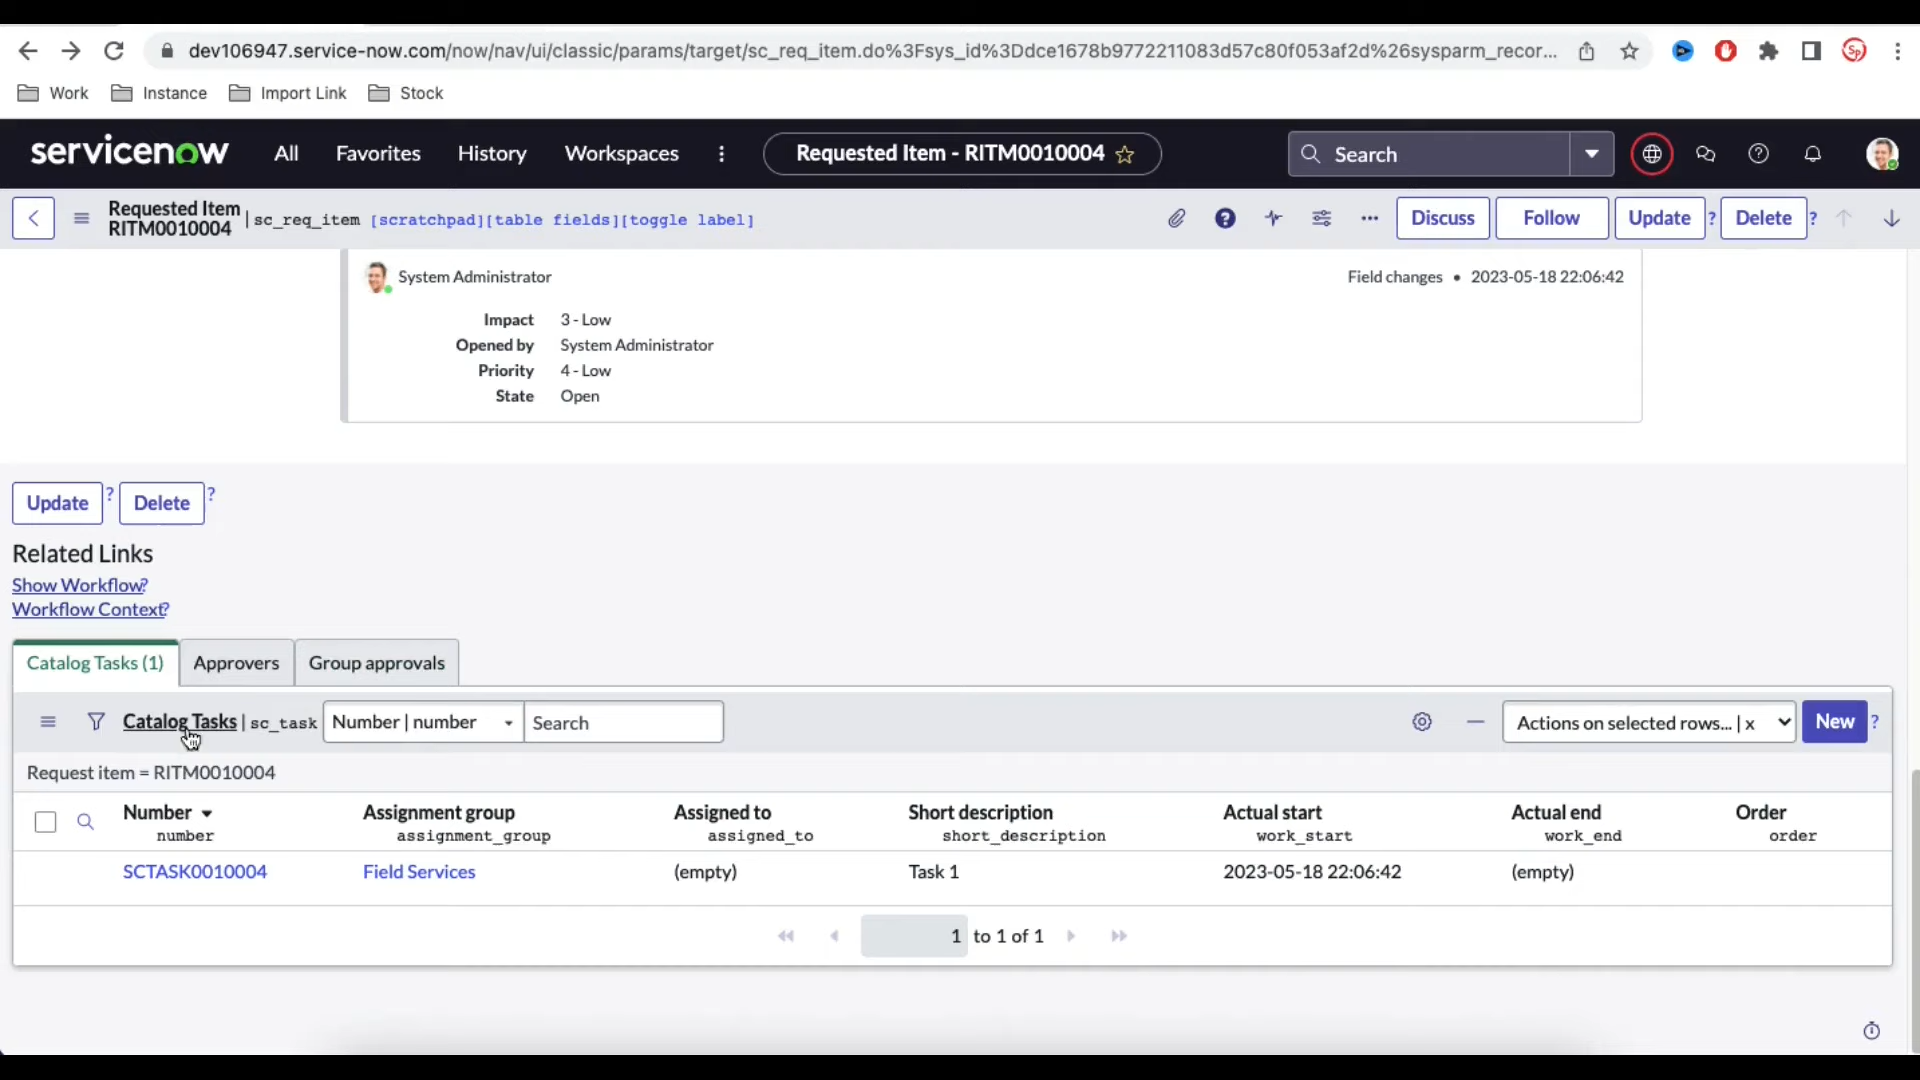 dev106947.service-now.com/now/nav/ui/classic/params/target/sc_req_item.do%3Fsys_id%3Ddce1678b9772211083d57c80f053af2d%26sysparm_recor...
Sp
Work Instance Import Link Stock
servicenow All Favorites History Workspaces Requested Item - RITM0010004 Search
Requested Item
RITM0010004 | sc_req_item [scratchpad][table fields][toggle label] ? Discuss Follow Update ? Delete ?
System Administrator Field changes • 2023-05-18 22:06:42
Impact 3 - Low
Opened by System Administrator
Priority 4 - Low
State Open
Update ? Delete ?
Related Links
Show Workflow?
Workflow Context?
Catalog Tasks (1) Approvers Group approvals
Catalog Tasks | sc_task Number | number Search Actions on selected rows... | x New ?
Request item = RITM0010004
Number Assignment group Assigned to Short description Actual start Actual end Order
number assignment_group assigned_to short_description work_start work_end order
SCTASK0010004 Field Services (empty) Task 1 2023-05-18 22:06:42 (empty)
1 to 1 of 1